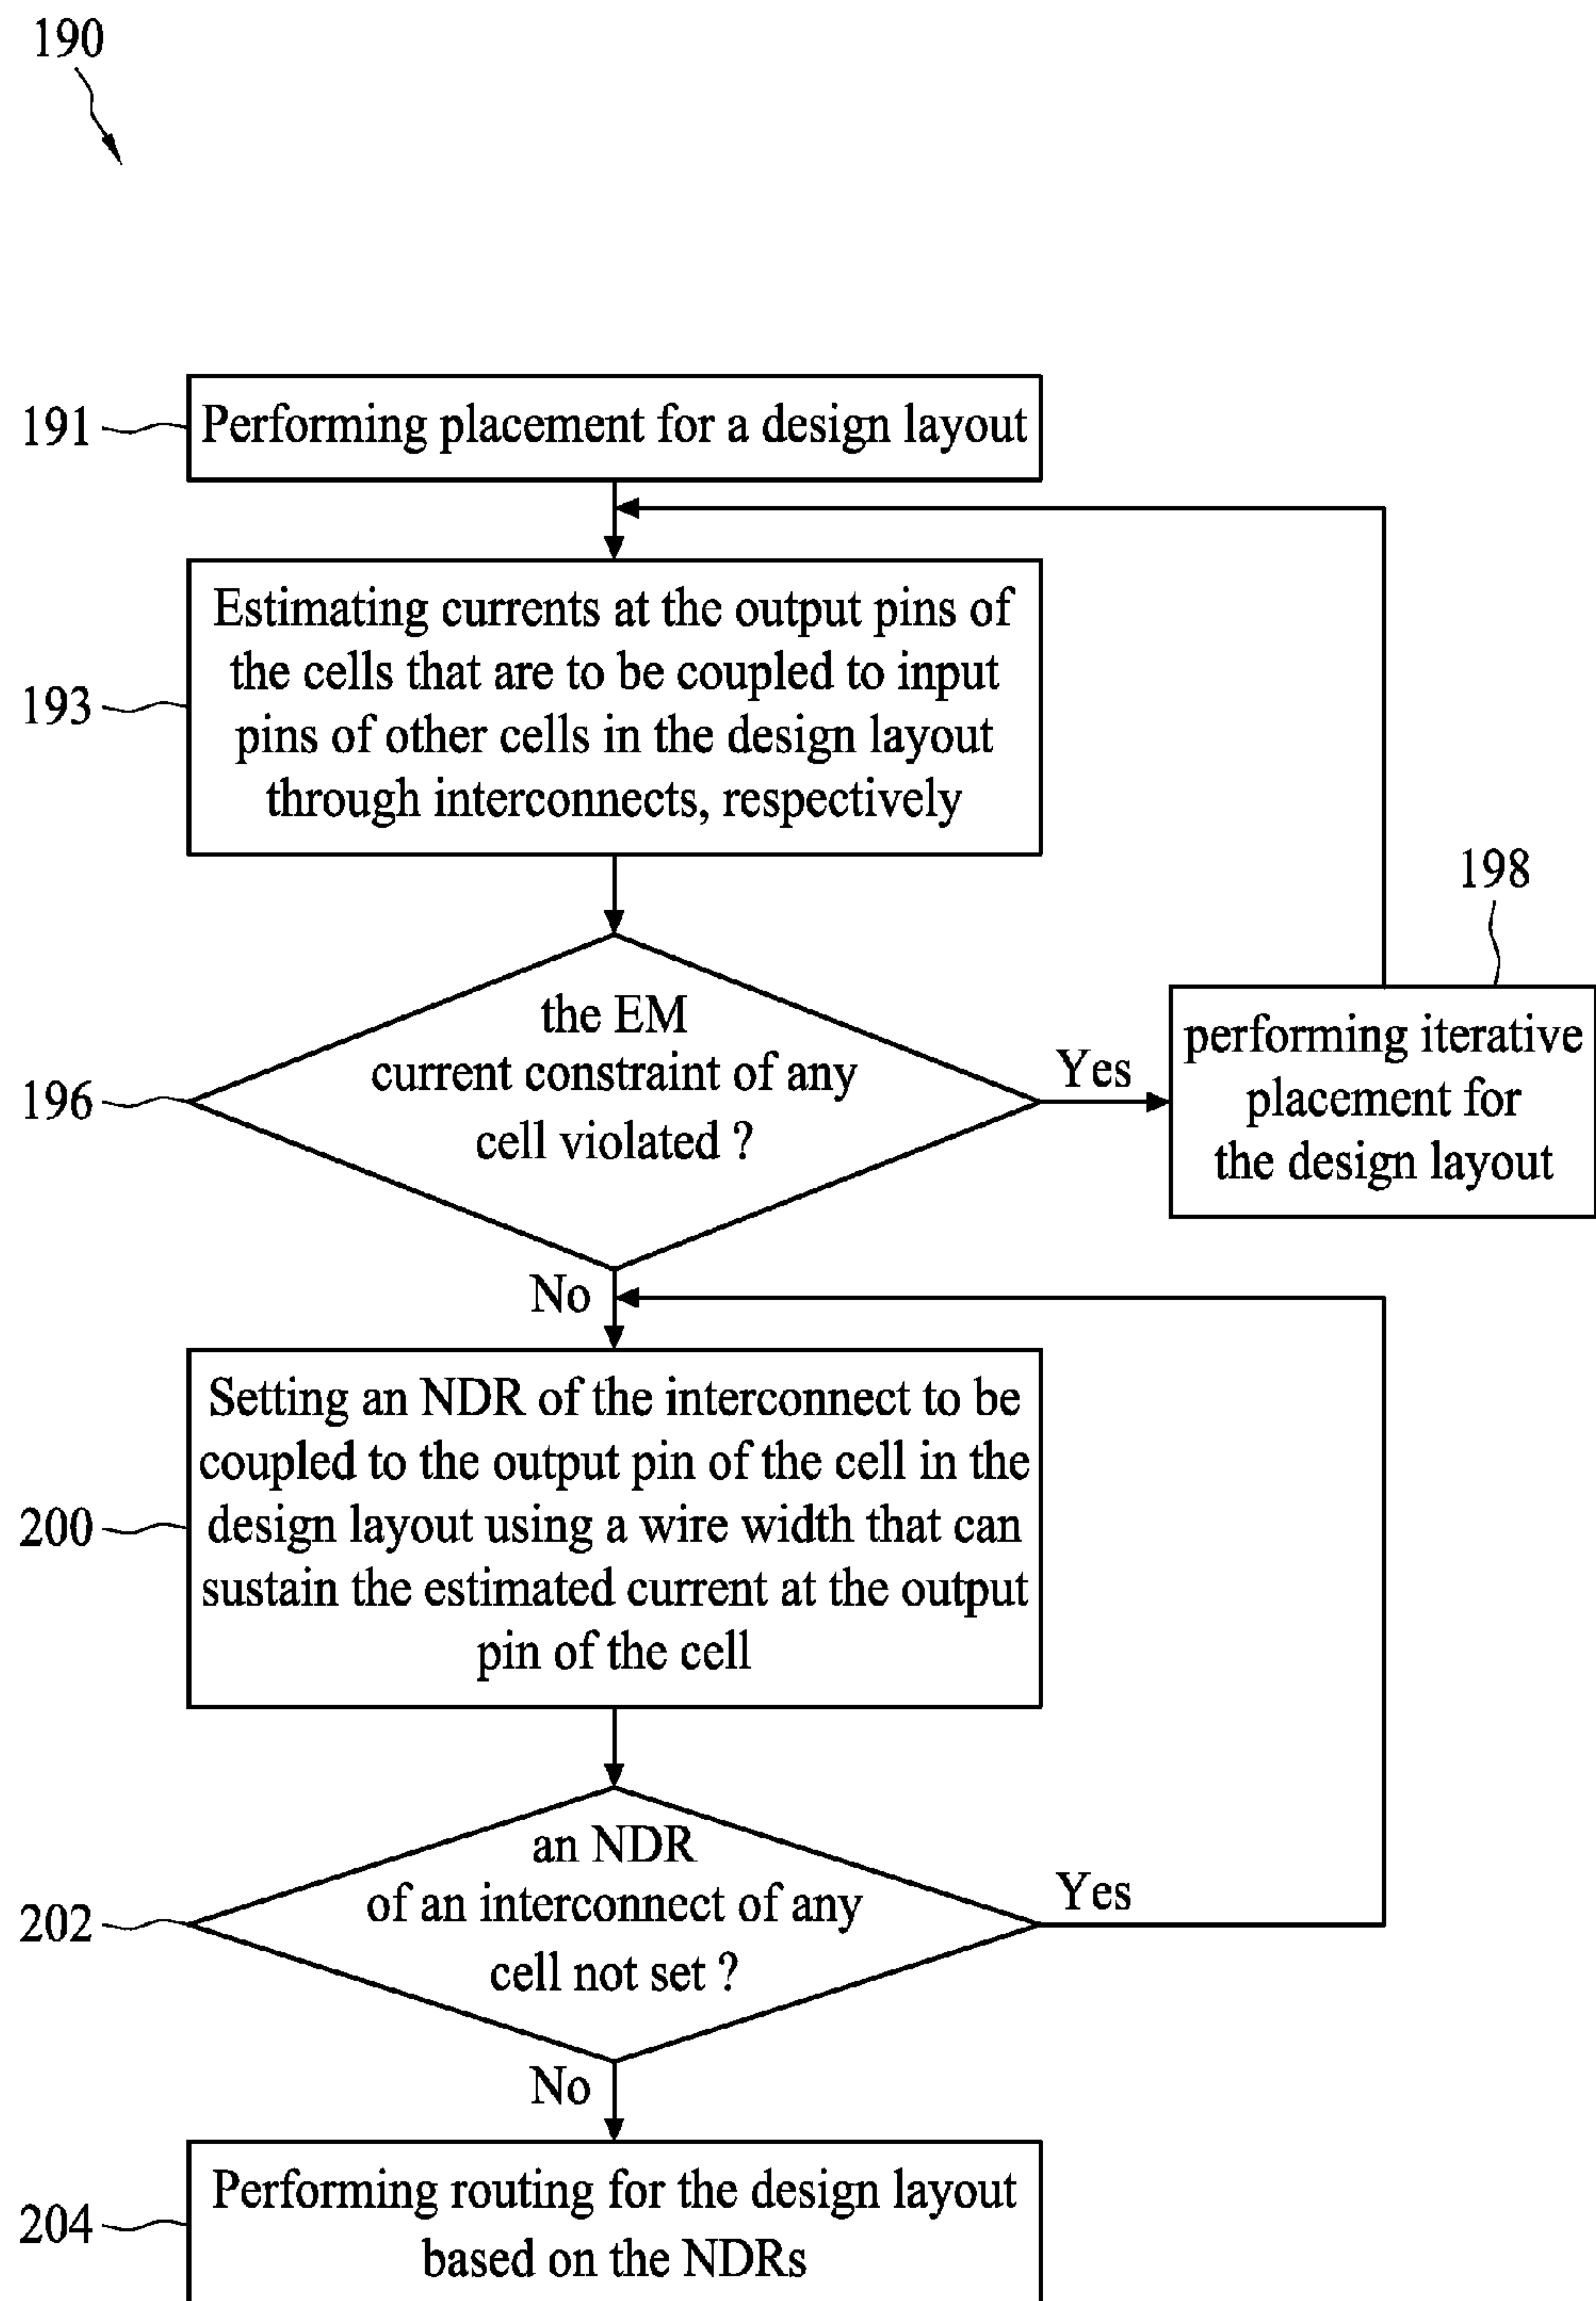 190
191
Performing placement for a design layout
193
Estimating currents at the output pins of
the cells that are to be coupled to input
pins of other cells in the design layout
through interconnects, respectively
196
the EM
current constraint of any
cell violated ?
Yes
198
performing iterative
placement for
the design layout
No
200
Setting an NDR of the interconnect to be
coupled to the output pin of the cell in the
design layout using a wire width that can
sustain the estimated current at the output
pin of the cell
202
an NDR
of an interconnect of any
cell not set ?
Yes
No
204
Performing routing for the design layout
based on the NDRs